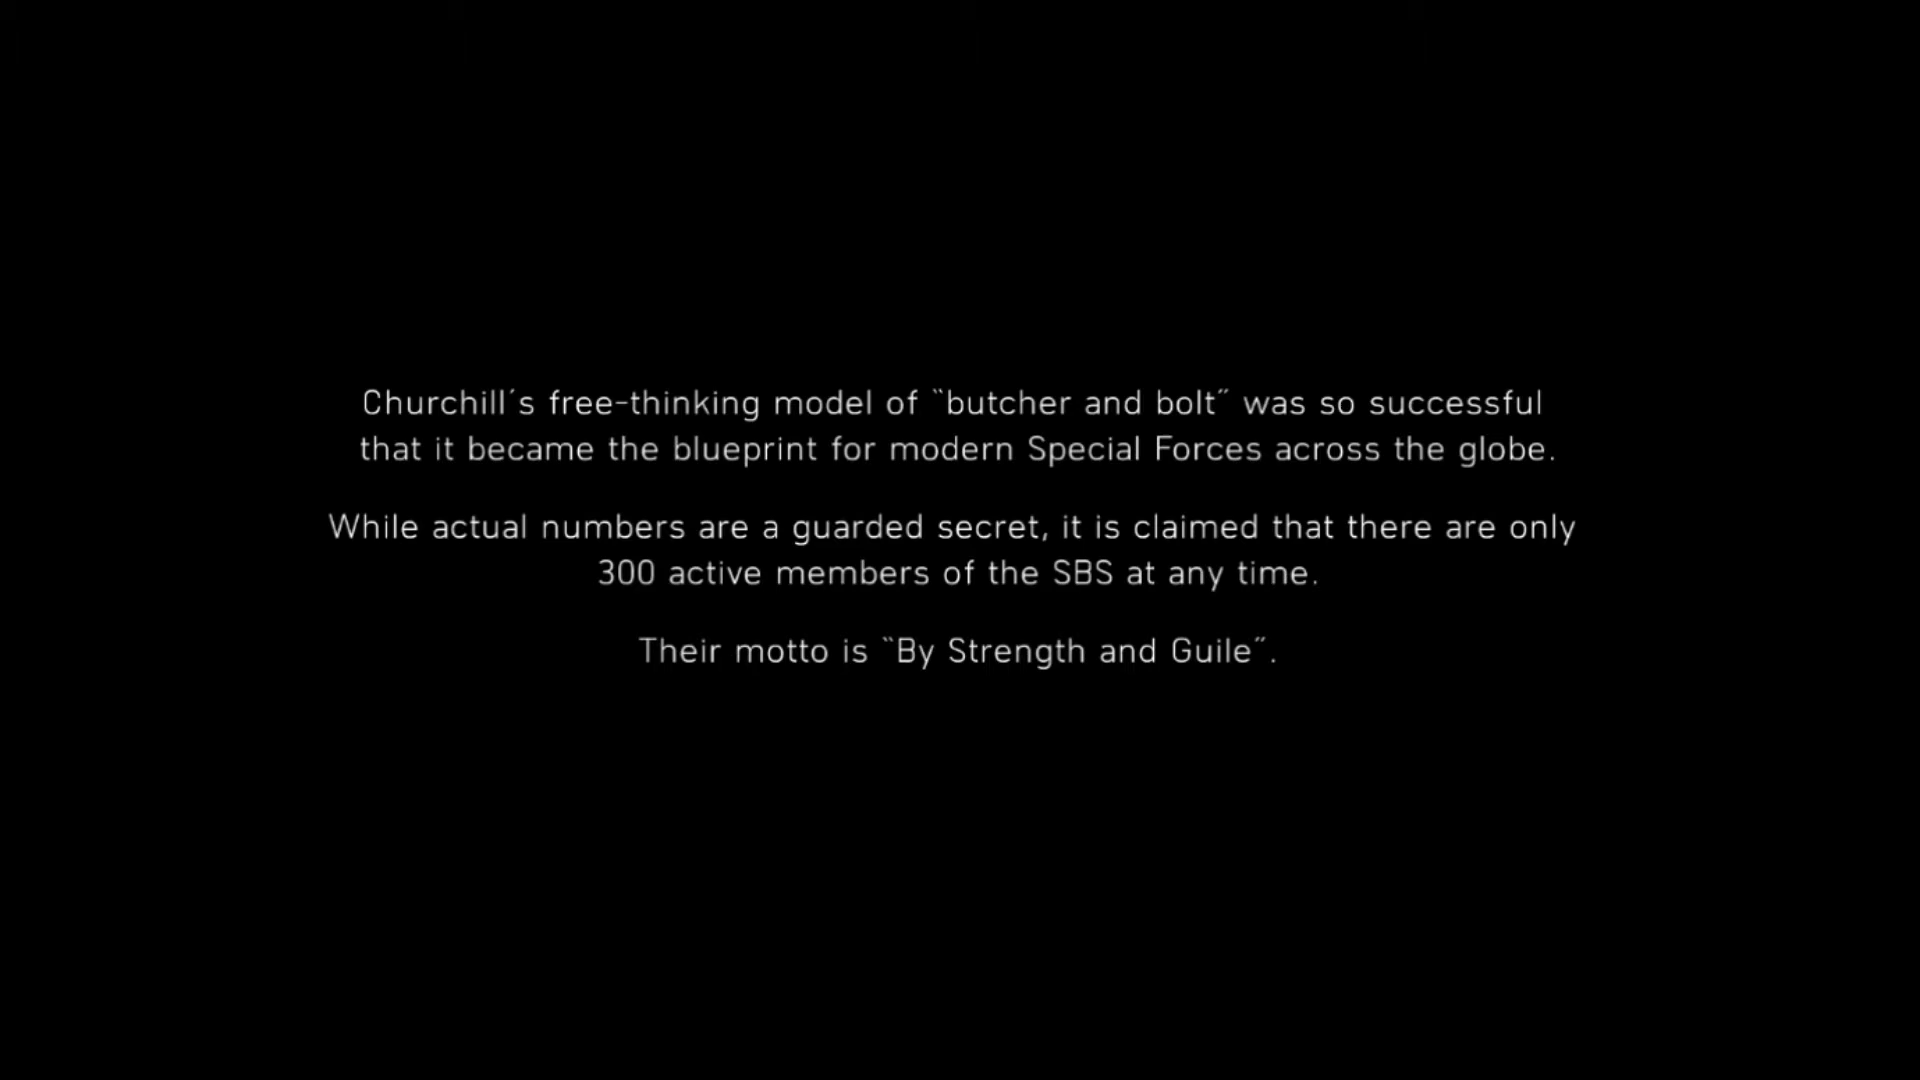 Churchill´s free-thinking model of “butcher and bolt” was so successful
that it became the blueprint for modern Special Forces across the globe.
While actual numbers are a guarded secret, it is claimed that there are only
300 active members of the SBS at any time.
Their motto is “By Strength and Guile”.